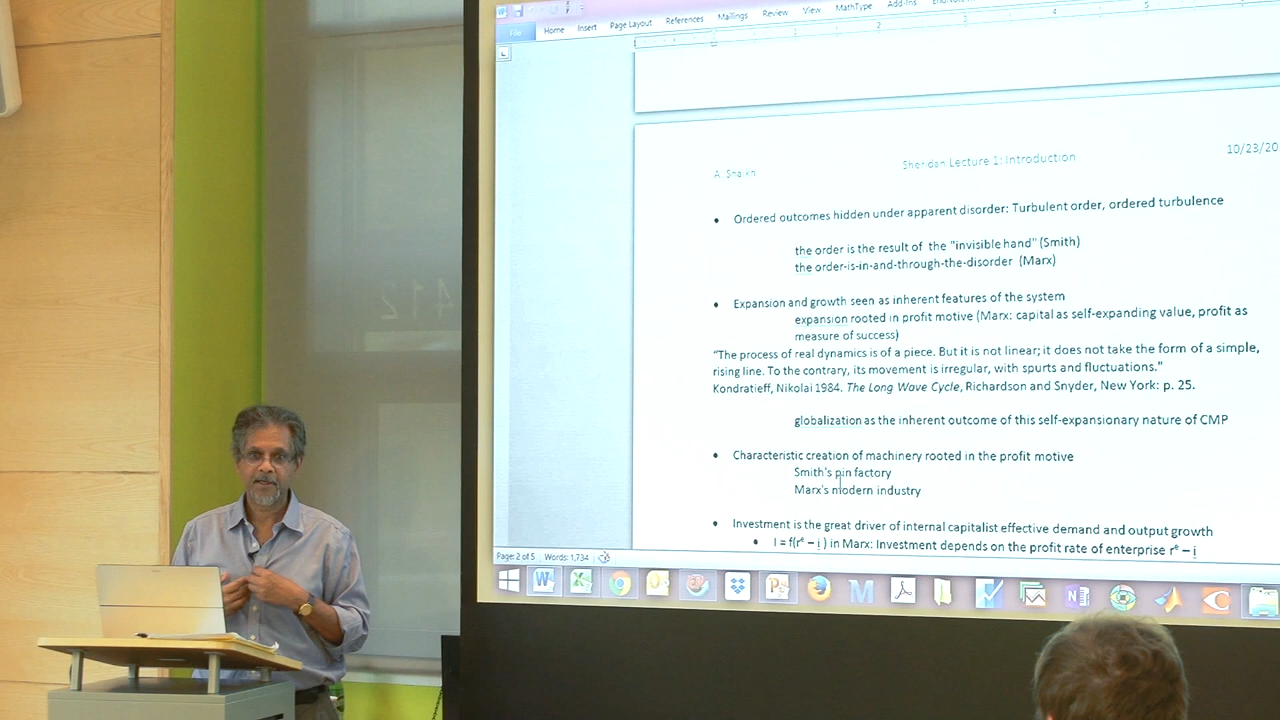 File Home Insert Page Layout References Mailings Review View MathType Add-Ins
A. Shaikh Sheridan Lecture 1: Introduction 10/23/20
• Ordered outcomes hidden under apparent disorder: Turbulent order, ordered turbulence
the order is the result of the "invisible hand" (Smith)
the order-is-in-and-through-the-disorder (Marx)
• Expansion and growth seen as inherent features of the system
expansion rooted in profit motive (Marx: capital as self-expanding value, profit as
measure of success)
"The process of real dynamics is of a piece. But it is not linear; it does not take the form of a simple,
rising line. To the contrary, its movement is irregular, with spurts and fluctuations."
Kondratieff, Nikolai 1984. The Long Wave Cycle, Richardson and Snyder, New York: p. 25.
globalization as the inherent outcome of this self-expansionary nature of CMP
• Characteristic creation of machinery rooted in the profit motive
Smith's pin factory
Marx's modern industry
• Investment is the great driver of internal capitalist effective demand and output growth
• I = f(rᵉ – i ) in Marx: Investment depends on the profit rate of enterprise rᵉ – i
Page: 2 of 5 Words: 1,734
412